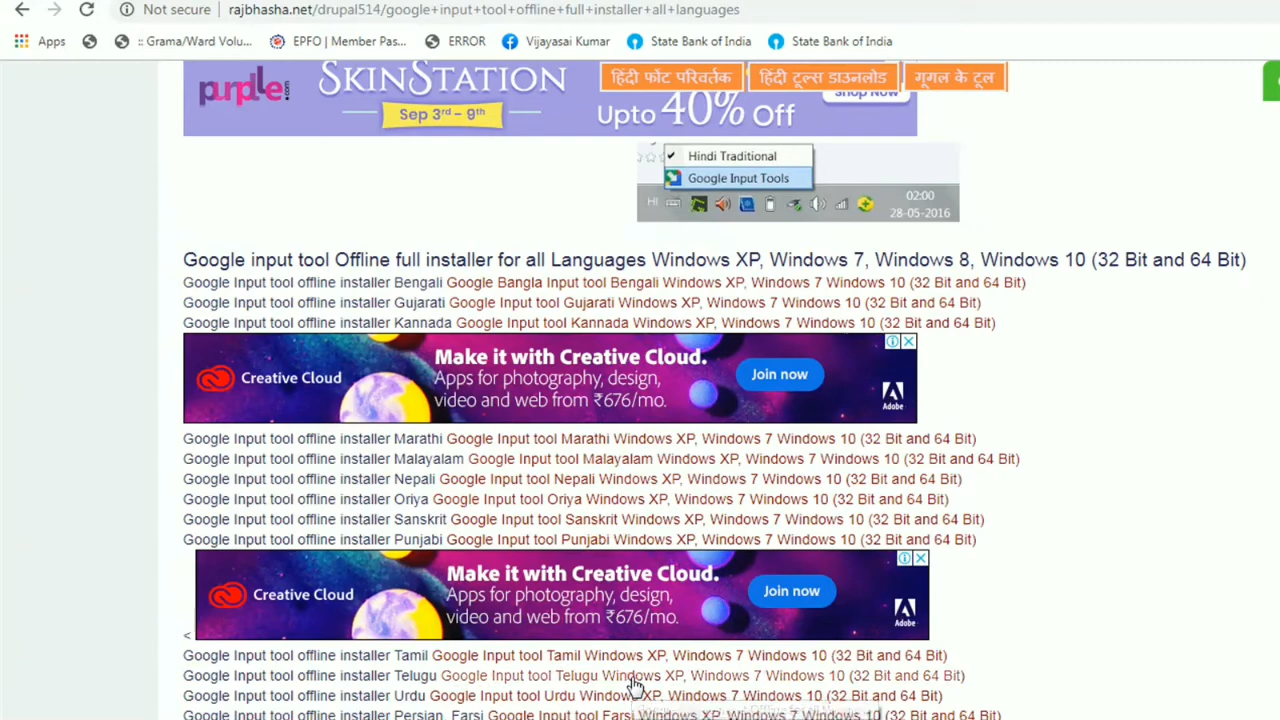 Not secure rajbhasha.net/drupal514/google+input+tool+offline+full+installer+all+languages
Apps :: Grama/Ward Volu... EPFO | Member Pas... ERROR Vijayasai Kumar State Bank of India State Bank of India
purplle.com SKINSTATION हिंदी फॉंट परिवर्तक हिंदी टूल्स डाउनलोड गूगल के टूल
Shop Now
Sep 3rd – 9th Upto 40% Off
Hindi Traditional
Google Input Tools
HI 02:00
28-05-2016
Google input tool Offline full installer for all Languages Windows XP, Windows 7, Windows 8, Windows 10 (32 Bit and 64 Bit)
Google Input tool offline installer Bengali Google Bangla Input tool Bengali Windows XP, Windows 7 Windows 10 (32 Bit and 64 Bit)
Google Input tool offline installer Gujarati Google Input tool Gujarati Windows XP, Windows 7 Windows 10 (32 Bit and 64 Bit)
Google Input tool offline installer Kannada Google Input tool Kannada Windows XP, Windows 7 Windows 10 (32 Bit and 64 Bit)
Make it with Creative Cloud.
Creative Cloud Apps for photography, design, Join now
video and web from ₹676/mo. Adobe
Google Input tool offline installer Marathi Google Input tool Marathi Windows XP, Windows 7 Windows 10 (32 Bit and 64 Bit)
Google Input tool offline installer Malayalam Google Input tool Malayalam Windows XP, Windows 7 Windows 10 (32 Bit and 64 Bit)
Google Input tool offline installer Nepali Google Input tool Nepali Windows XP, Windows 7 Windows 10 (32 Bit and 64 Bit)
Google Input tool offline installer Oriya Google Input tool Oriya Windows XP, Windows 7 Windows 10 (32 Bit and 64 Bit)
Google Input tool offline installer Sanskrit Google Input tool Sanskrit Windows XP, Windows 7 Windows 10 (32 Bit and 64 Bit)
Google Input tool offline installer Punjabi Google Input tool Punjabi Windows XP, Windows 7 Windows 10 (32 Bit and 64 Bit)
Make it with Creative Cloud.
Creative Cloud Apps for photography, design, Join now
video and web from ₹676/mo. Adobe
<
Google Input tool offline installer Tamil Google Input tool Tamil Windows XP, Windows 7 Windows 10 (32 Bit and 64 Bit)
Google Input tool offline installer Telugu Google Input tool Telugu Windows XP, Windows 7 Windows 10 (32 Bit and 64 Bit)
Google Input tool offline installer Urdu Google Input tool Urdu Windows XP, Windows 7 Windows 10 (32 Bit and 64 Bit)
Google Input tool offline installer Persian, Farsi Google Input tool Farsi Windows XP, Windows 7 Windows 10 (32 Bit and 64 Bit)